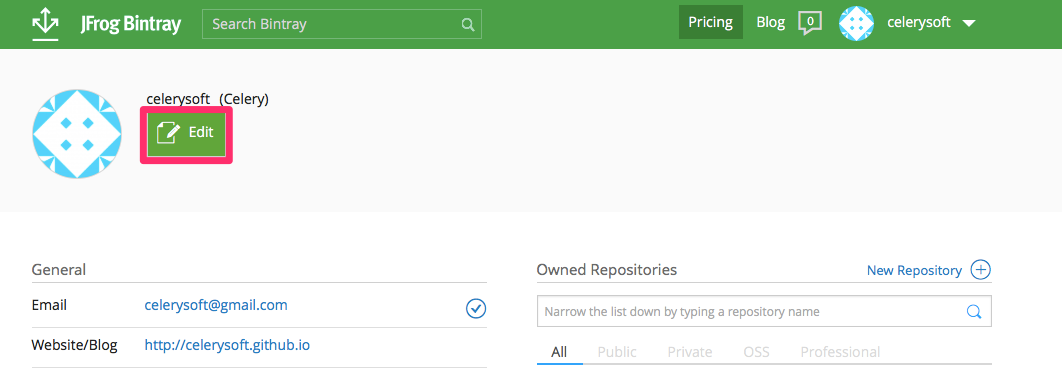 JFrog Bintray Search Bintray Pricing Blog 0 celerysoft
celerysoft (Celery)
Edit
General
Email celerysoft@gmail.com
Website/Blog http://celerysoft.github.io
Owned Repositories New Repository
Narrow the list down by typing a repository name
All Public Private OSS Professional